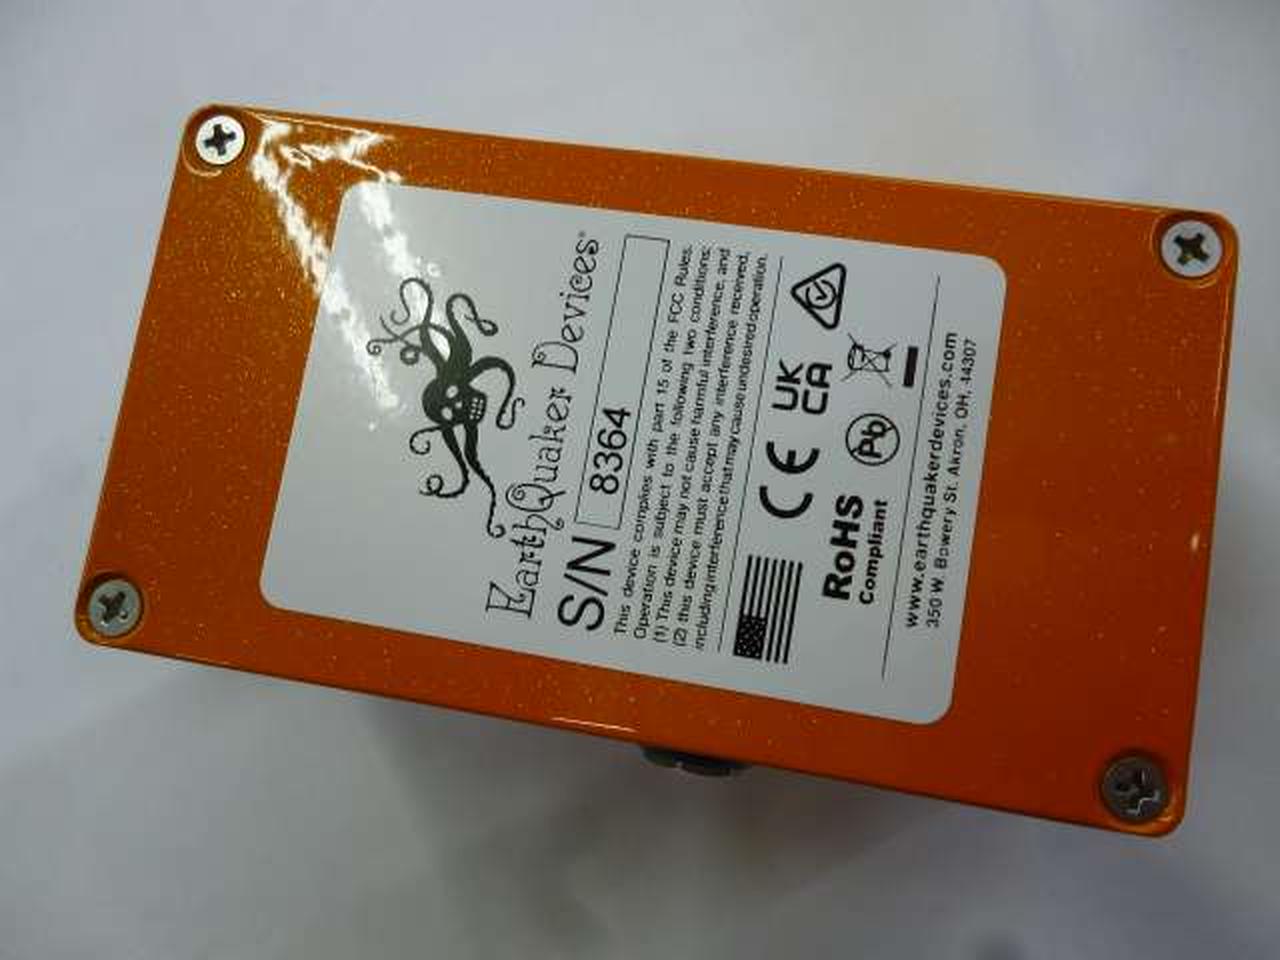 EarthQuaker Devices®
S/N 8364
This device complies with part 15 of the FCC Rules.
Operation is subject to the following two conditions:
(1) This device may not cause harmful interference, and
(2) this device must accept any interference received,
including interference that may cause undesired operation.
CE UK
CA
RoHS
Compliant
Pb
www.earthquakerdevices.com
350 W. Bowery St. Akron, OH, 44307